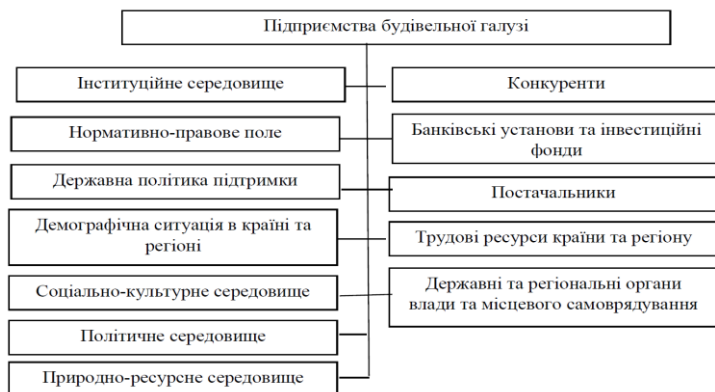 Підприємства будівельної галузі
Інституційне середовище
Конкуренти
Нормативно-правове поле
Банківські установи та інвестиційні
фонди
Державна політика підтримки
Постачальники
Демографічна ситуація в країні та
регіоні
Трудові ресурси країни та регіону
Соціально-культурне середовище
Державні та регіональні органи
влади та місцевого самоврядування
Політичне середовище
Природно-ресурсне середовище